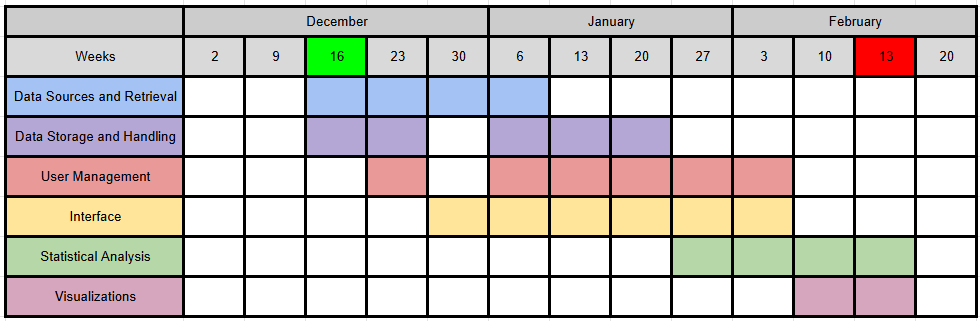 December January February
Weeks 2 9 16 23 30 6 13 20 27 3 10 13 20
Data Sources and Retrieval
Data Storage and Handling
User Management
Interface
Statistical Analysis
Visualizations